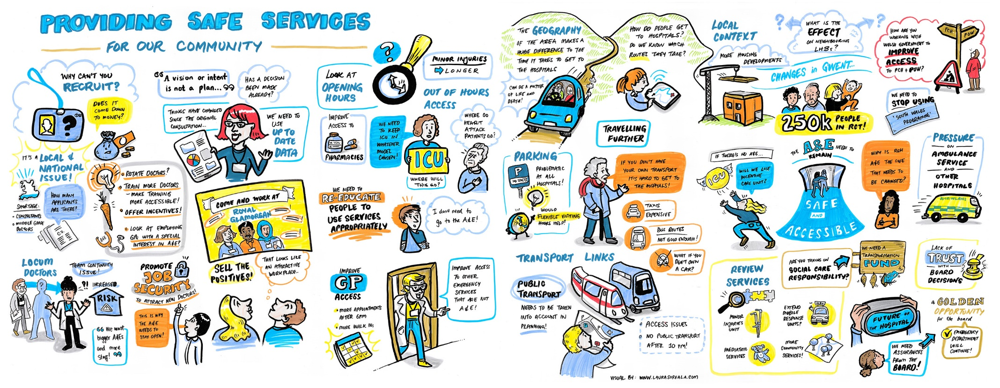 PROVIDING SAFE SERVICES
FOR OUR COMMUNITY
WHY CAN'T YOU
RECRUIT?
DOES IT
COME DOWN
TO MONEY?
?
IT'S A LOCAL &
NATIONAL
ISSUE!
SHORTAGE:
• CONSULTANTS
• MIDDLE GRADE
DOCTORS
HOW MANY
APPLICANTS
ARE THERE?
C.V.
• ROTATE DOCTORS?
• TRAIN MORE DOCTORS
– MAKE TRAINING
MORE ACCESSIBLE!
• OFFER INCENTIVES!
• LOOK AT EMPLOYING
GPs WITH A SPECIAL
INTEREST IN A&E?
A&E
"A vision or intent
is not a plan..."
HAS A DECISION
BEEN MADE
ALREADY?
THINGS HAVE CHANGED
SINCE THE ORIGINAL
CONSULTATION...
WE NEED TO
USE
UP TO
DATE
DATA
COME AND WORK AT
ROYAL
GLAMORGAN
SELL THE
POSITIVES!
THAT LOOKS LIKE
AN ATTRACTIVE
WORKPLACE..
LOCUM
DOCTORS
TEAM CONTINUITY
ISSUE!
?
?!
INCREASED
RISK
"We want
bigger A&Es
and more
staff!"
PROMOTE
JOB
SECURITY
TO ATTRACT NEW DOCTORS!
THIS IS WHY
THE A&E
NEEDS TO
STAY OPEN!
LOOK AT
OPENING
HOURS
?
MINOR INJURIES
LONGER
OUT OF HOURS
ACCESS
IMPROVE
ACCESS TO
PHARMACIES
WE NEED
TO KEEP
ICU IN
WHATEVER
MODEL
CHOSEN!
ICU
WHERE WILL
THIS GO?
WHERE DO
HEART
ATTACK
PATIENTS GO?
WE NEED TO
RE-EDUCATE
PEOPLE TO
USE SERVICES
APPROPRIATELY
I don't need to
go to the A&E!
IMPROVE
GP
ACCESS
• MORE APPOINTMENTS
AFTER 6PM
• MORE WALK INs
IMPROVE ACCESS
TO OTHER
EMERGENCY
SERVICES
THAT ARE NOT
A&E!
THE GEOGRAPHY
OF THE AREA MAKES A
HUGE DIFFERENCE TO THE
TIME IT TAKES TO GET TO
THE HOSPITALS
CAN BE A MATTER
OF LIFE AND
DEATH!
HOW DO PEOPLE GET
TO HOSPITALS?
DO WE KNOW WHICH
ROUTES THEY TAKE?
TRAVELLING
FURTHER
PARKING
P
NO SPACES
PROBLEMATIC
AT ALL
HOSPITALS!
WOULD
FLEXIBLE VISITING
HOURS HELP?
IF YOU DON'T HAVE
YOUR OWN TRANSPORT
IT'S HARD TO GET TO
THE HOSPITALS!
TAXIS
EXPENSIVE
BUS ROUTES
NOT GOOD ENOUGH!
WHAT IF YOU
DON'T OWN
A CAR?
TRANSPORT LINKS
PUBLIC
TRANSPORT
NEEDS TO BE TAKEN
INTO ACCOUNT IN
PLANNING!
P
• ACCESS ISSUES
• NO PUBLIC TRANSPORT
AFTER 10 PM!
VISUAL BY: WWW.LAURASORVALA.COM
LOCAL
CONTEXT
MORE HOUSING
DEVELOPMENTS
? ?
WHAT IS THE
EFFECT
ON NEIGHBOURING
LHBs?
CHANGES in GWENT...
HOW ARE YOU
WORKING WITH
WELSH GOVERNMENT to
IMPROVE
ACCESS
TO PCH + POW?
PCH
POW
250K PEOPLE
IN RCT!
WE NEED TO
STOP USING
'SOUTH WALES
PROGRAMME'
IF THERE'S NO A&E...
ICU
WILL WE LOSE
INCENTIVE
CARE UNIT?
THE A&E NEEDS TO
REMAIN
SAFE
AND
ACCESSIBLE
WHY IS RGH
A&E THE ONE
THAT NEEDS TO
BE CHANGED?
PRESSURE
ON
AMBULANCE
SERVICE
AND
OTHER
HOSPITALS
AMBIWLANS
REVIEW
SERVICES
MINOR
INJURIES
UNIT
EXTEND
MOBILE
RESPONSE
UNITS?
MRU
PAEDIATRIC
SERVICES
MORE
COMMUNITY
SERVICES!
ARE YOU TAKING ON
SOCIAL CARE
RESPONSIBILITY?
WE NEED A
TRANSFORMATION
FUND
LACK OF
TRUST
WITH
BOARD
DECISIONS
FUTURE OF
THE HOSPITAL
WE NEED
ASSURANCES
FROM THE
BOARD!
a GOLDEN
OPPORTUNITY
for the board
EMERGENCY
DEPARTMENT
WILL
CONTINUE!